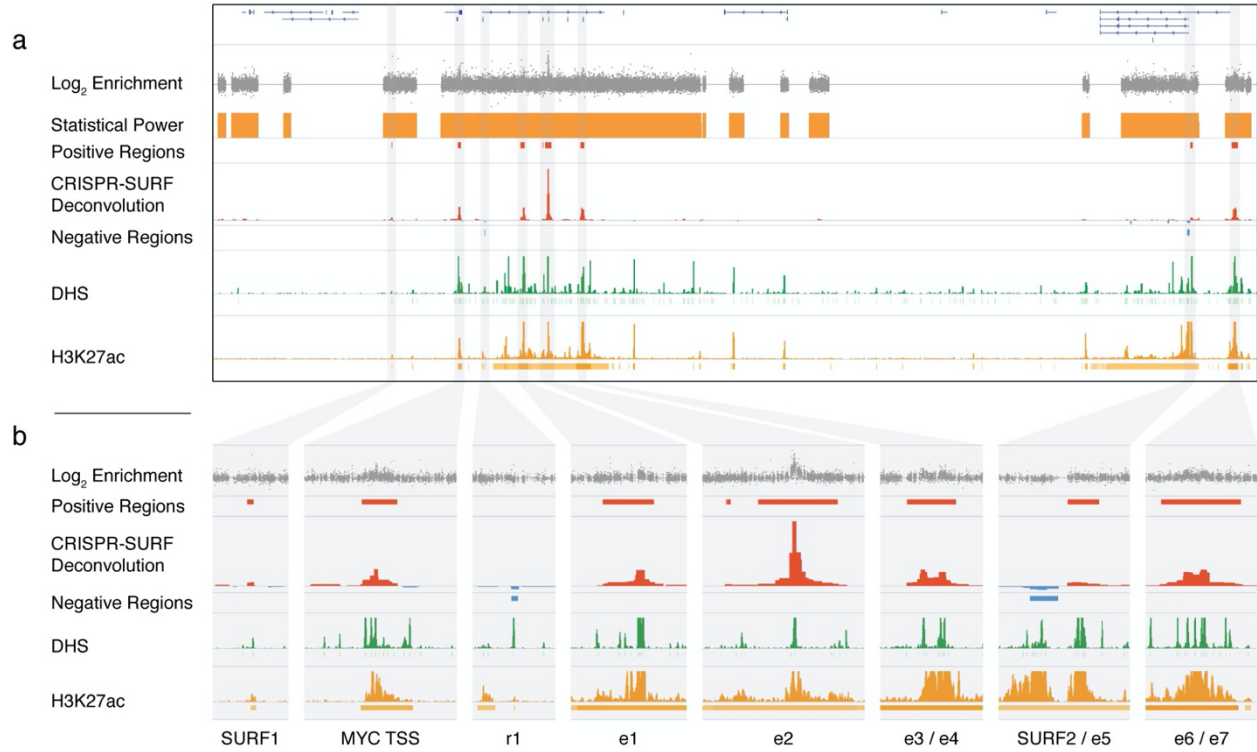 a
Log₂ Enrichment
Statistical Power
Positive Regions
CRISPR-SURF
Deconvolution
Negative Regions
DHS
H3K27ac
b
Log₂ Enrichment
Positive Regions
CRISPR-SURF
Deconvolution
Negative Regions
DHS
H3K27ac
SURF1 MYC TSS r1 e1 e2 e3 / e4 SURF2 / e5 e6 / e7